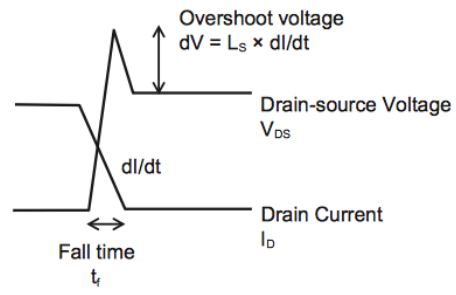 Overshoot voltage
dV = Ls × dI/dt
Drain-source Voltage
VDS
dI/dt
Drain Current
ID
Fall time
tf